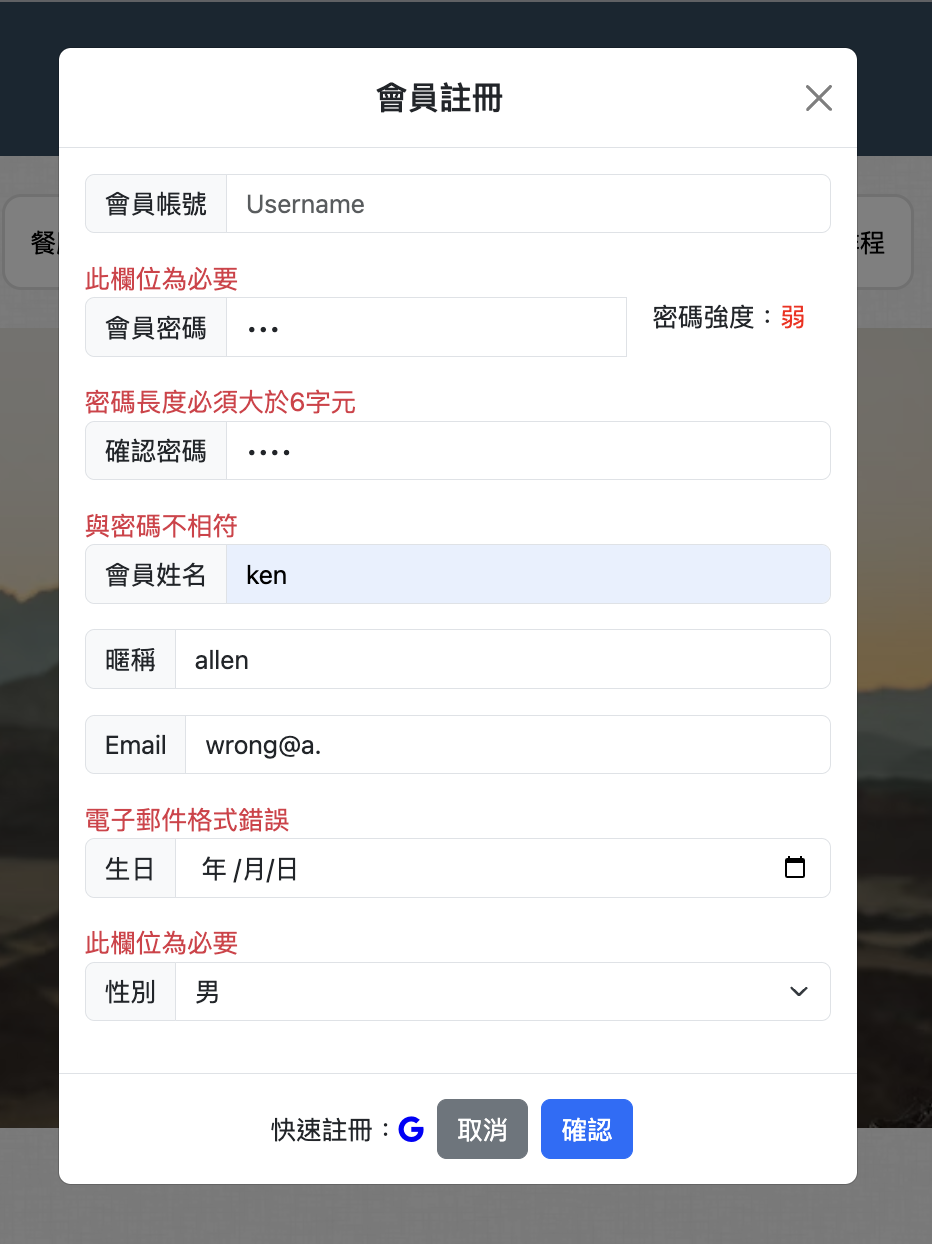 會員註冊
會員帳號 Username
此欄位為必要
會員密碼 ••• 密碼強度：弱
密碼長度必須大於6字元
確認密碼 ••••
與密碼不相符
會員姓名 ken
暱稱 allen
Email wrong@a.
電子郵件格式錯誤
生日 年 /月/日
此欄位為必要
性別 男
快速註冊：G 取消 確認
餐
程